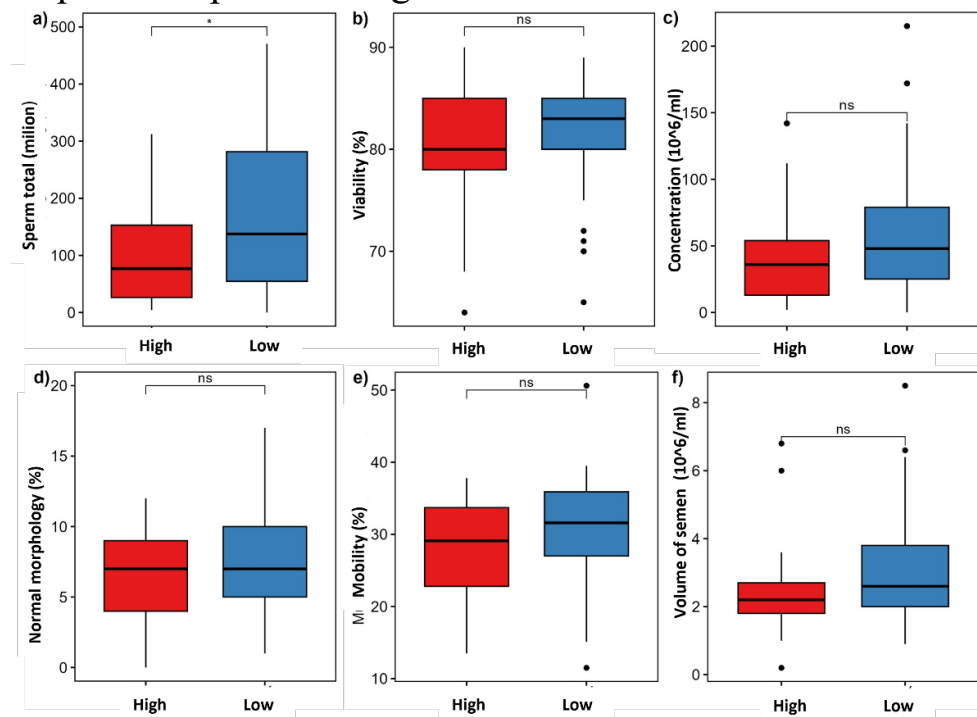 a)
500
400
300
200
100
0
Sperm total (milion)
*
High Low
b)
90
80
70
Viability (%)
ns
High Low
c)
200
150
100
50
0
Concentration (10^6/ml)
ns
High Low
d)
20
15
10
5
0
Normal morphology (%)
ns
High Low
e)
50
40
30
20
10
Mobility (%)
ns
High Low
f)
8
6
4
2
0
Volume of semen (10^6/ml)
ns
High Low